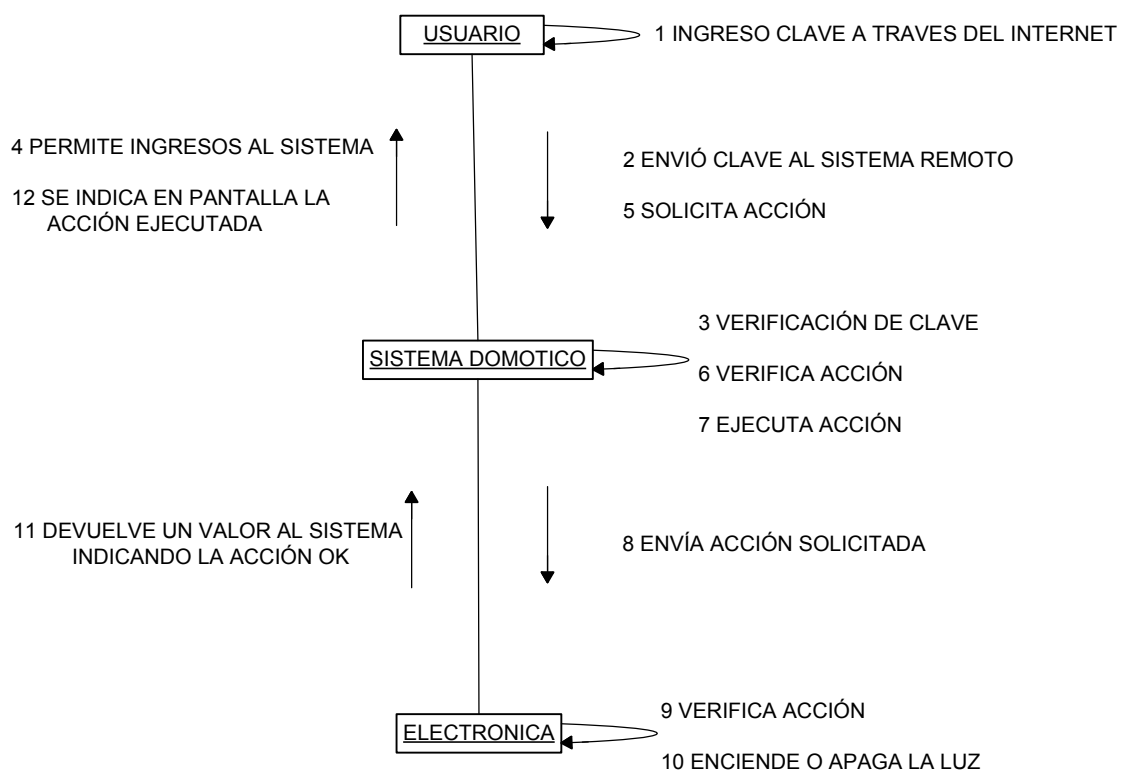 USUARIO
1 INGRESO CLAVE A TRAVES DEL INTERNET
4 PERMITE INGRESOS AL SISTEMA
12 SE INDICA EN PANTALLA LA
ACCIÓN EJECUTADA
2 ENVIÓ CLAVE AL SISTEMA REMOTO
5 SOLICITA ACCIÓN
SISTEMA DOMOTICO
3 VERIFICACIÓN DE CLAVE
6 VERIFICA ACCIÓN
7 EJECUTA ACCIÓN
11 DEVUELVE UN VALOR AL SISTEMA
INDICANDO LA ACCIÓN OK
8 ENVÍA ACCIÓN SOLICITADA
ELECTRONICA
9 VERIFICA ACCIÓN
10 ENCIENDE O APAGA LA LUZ